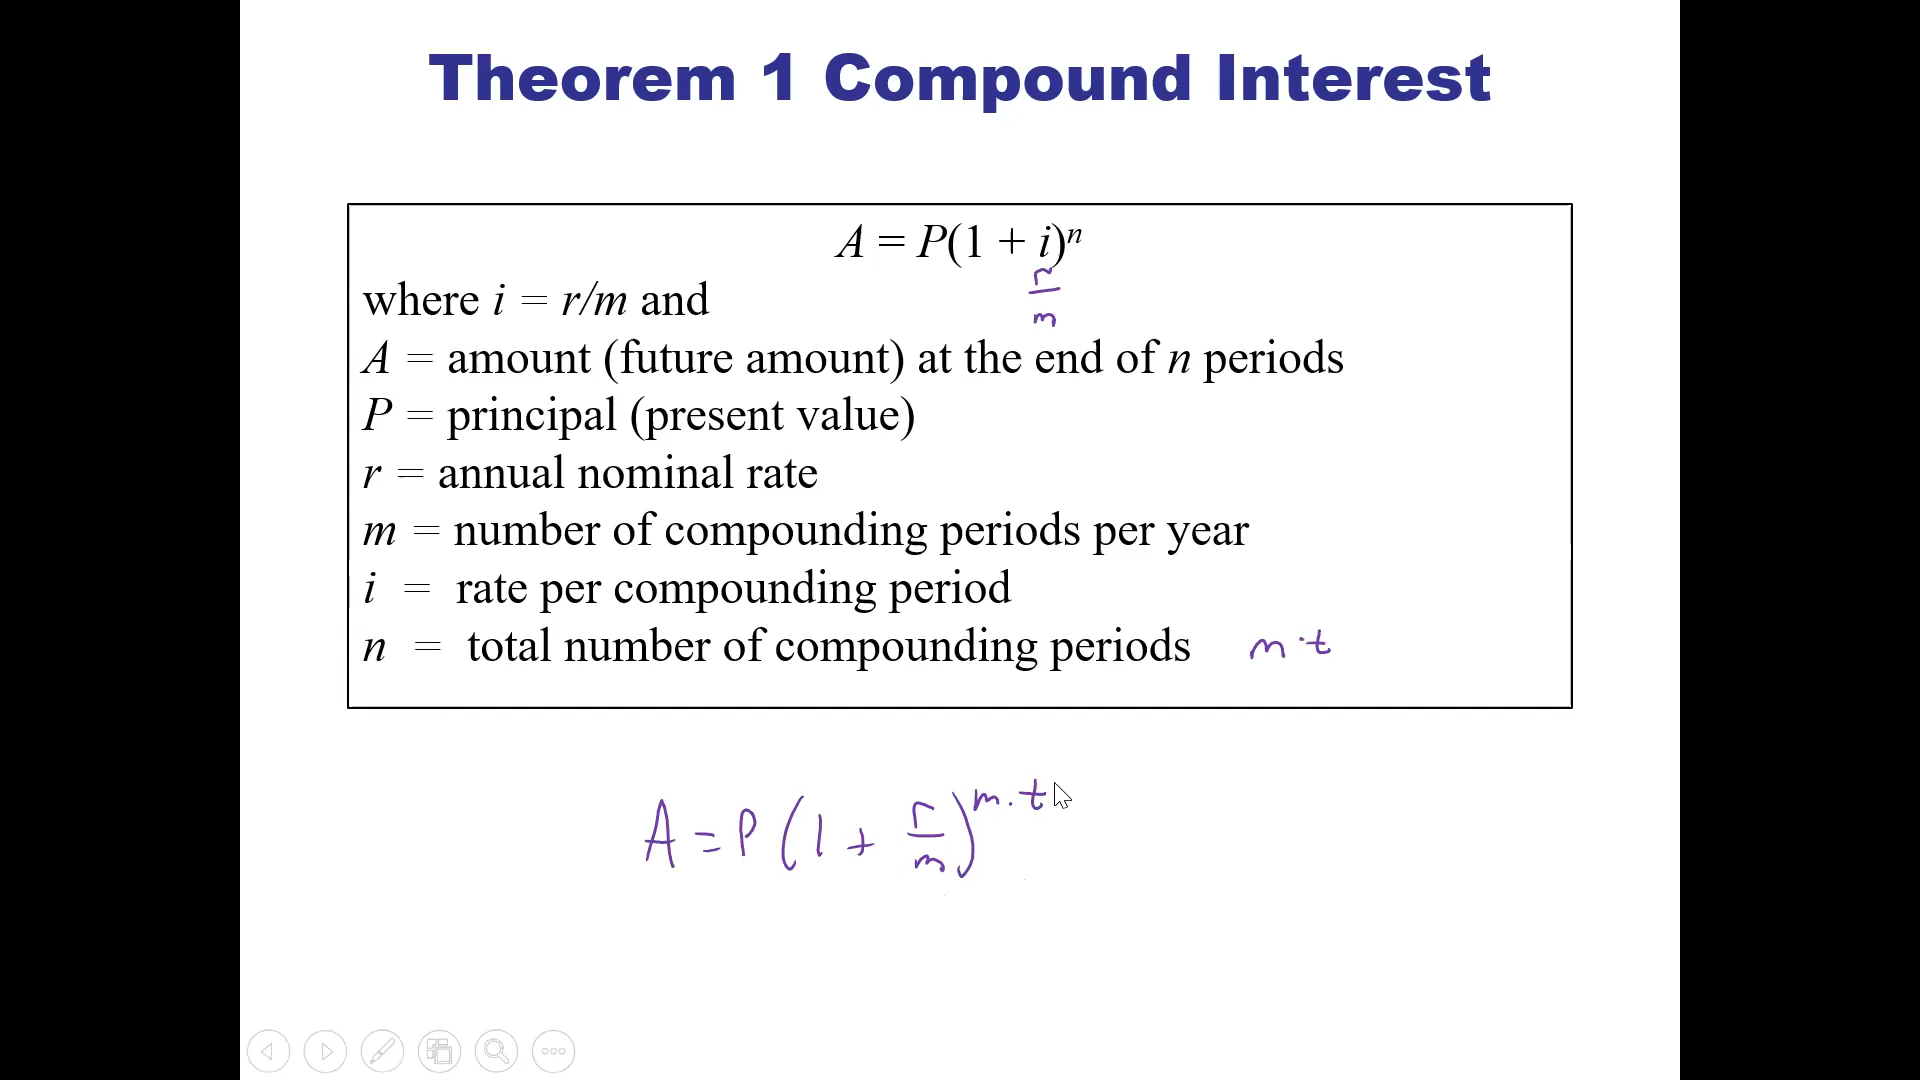 Theorem 1 Compound Interest
A = P(1 + i)ⁿ
r/m
where i = r/m and
A = amount (future amount) at the end of n periods
P = principal (present value)
r = annual nominal rate
m = number of compounding periods per year
i = rate per compounding period
n = total number of compounding periods m·t
A = P(1 + r/m)^m·t